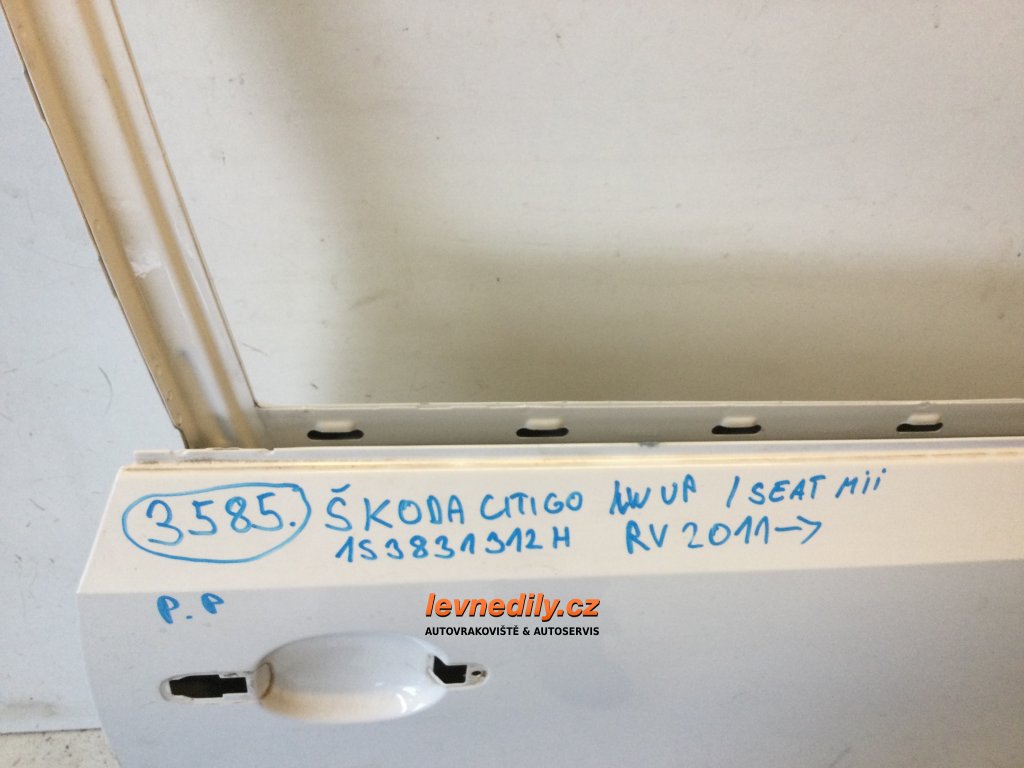 3585. ŠKODA CITIGO VW UP / SEAT Mii
1S3831312H RV 2011->
P.P
levnedily.cz
AUTOVRAKOVIŠTĚ & AUTOSERVIS